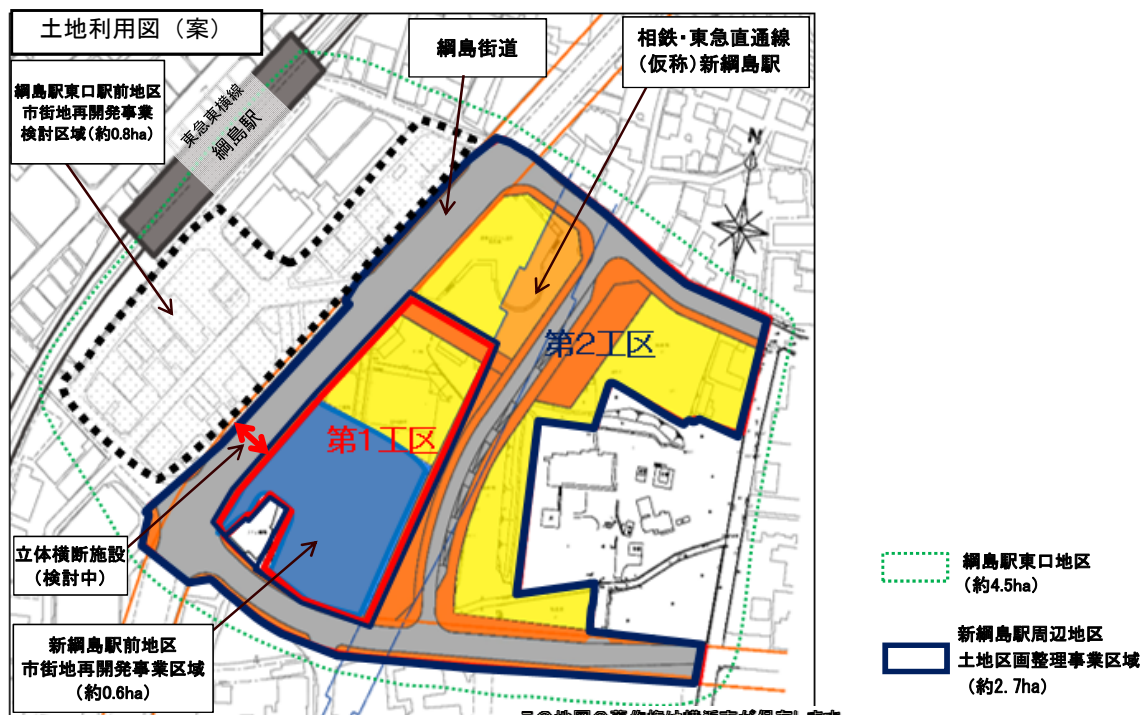 土地利用図（案）
綱島街道
相鉄・東急直通線
（仮称）新綱島駅
綱島駅東口駅前地区
市街地再開発事業
検討区域（約0.8ha）
東急東横線
綱島駅
N
第2工区
第1工区
立体横断施設
（検討中）
新綱島駅前地区
市街地再開発事業区域
（約0.6ha）
綱島駅東口地区
（約4.5ha）
新綱島駅周辺地区
土地区画整理事業区域
（約2.7ha）